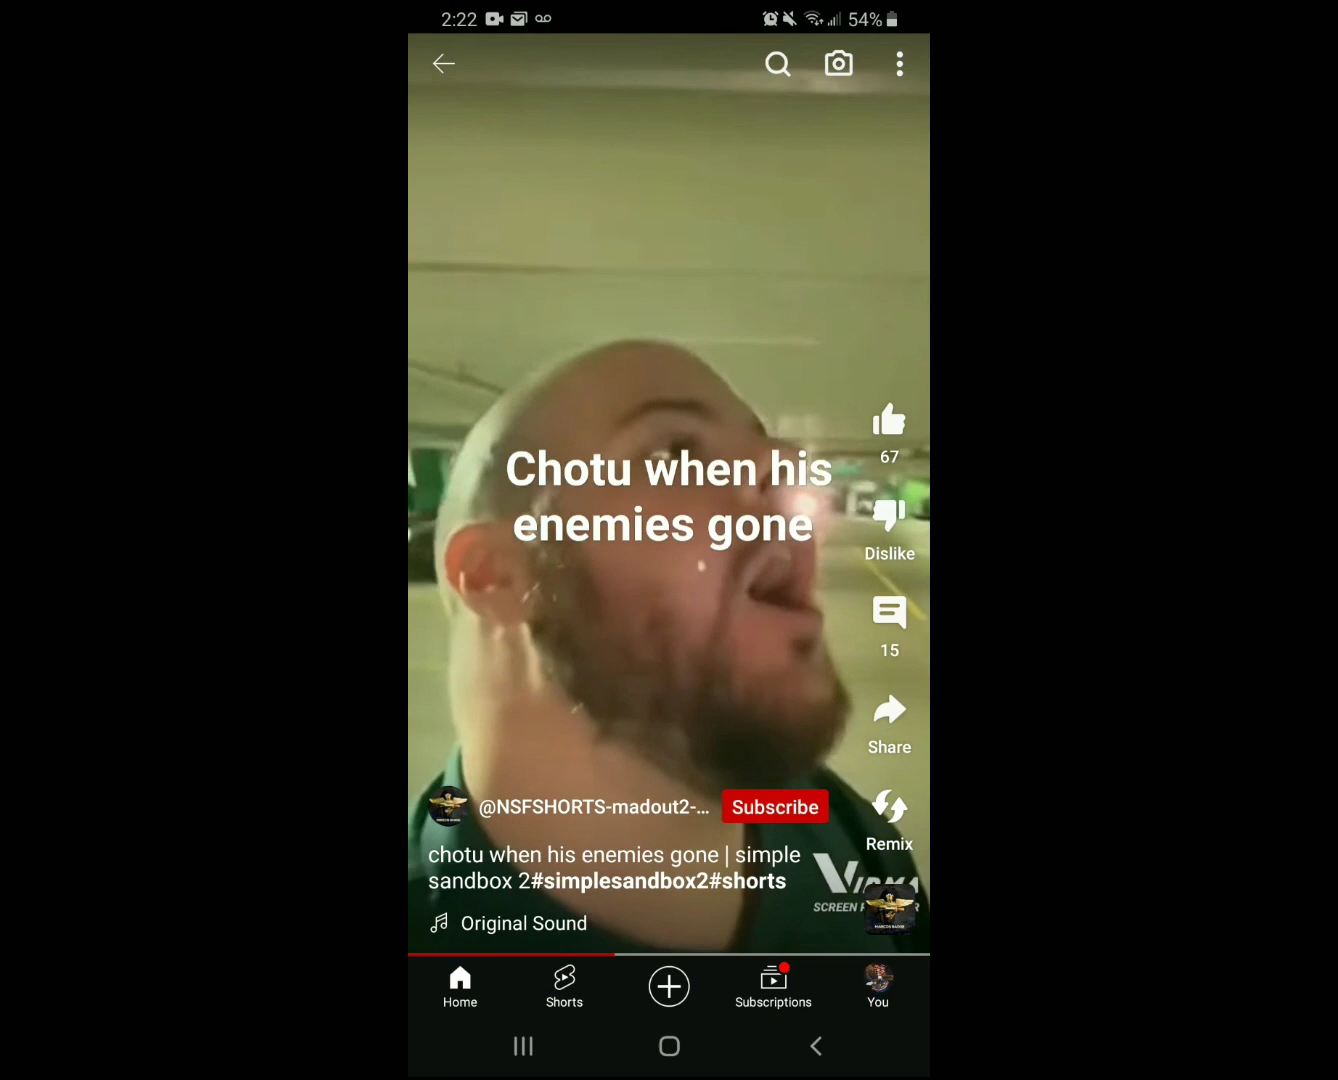 2:22
54%
Chotu when his
enemies gone
67
Dislike
15
Share
Remix
@NSFSHORTS-madout2-...
Subscribe
chotu when his enemies gone | simple
sandbox 2#simplesandbox2#shorts
SCREEN
Original Sound
Home
Shorts
Subscriptions
You